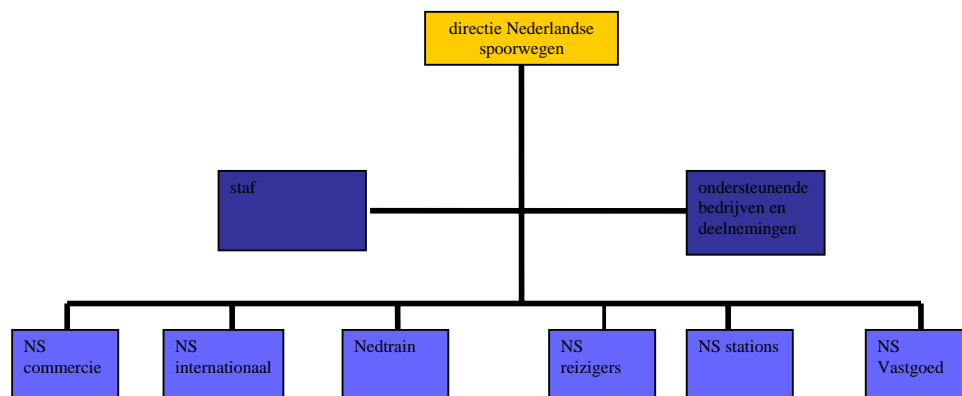 directie Nederlandse
spoorwegen
staf
ondersteunende
bedrijven en
deelnemingen
NS
commercie
NS
internationaal
Nedtrain
NS
reizigers
NS stations
NS
Vastgoed